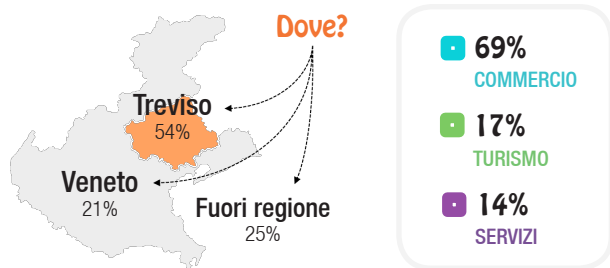 Dove?
Treviso
54%
Veneto
21%
Fuori regione
25%
69%
COMMERCIO
17%
TURISMO
14%
SERVIZI